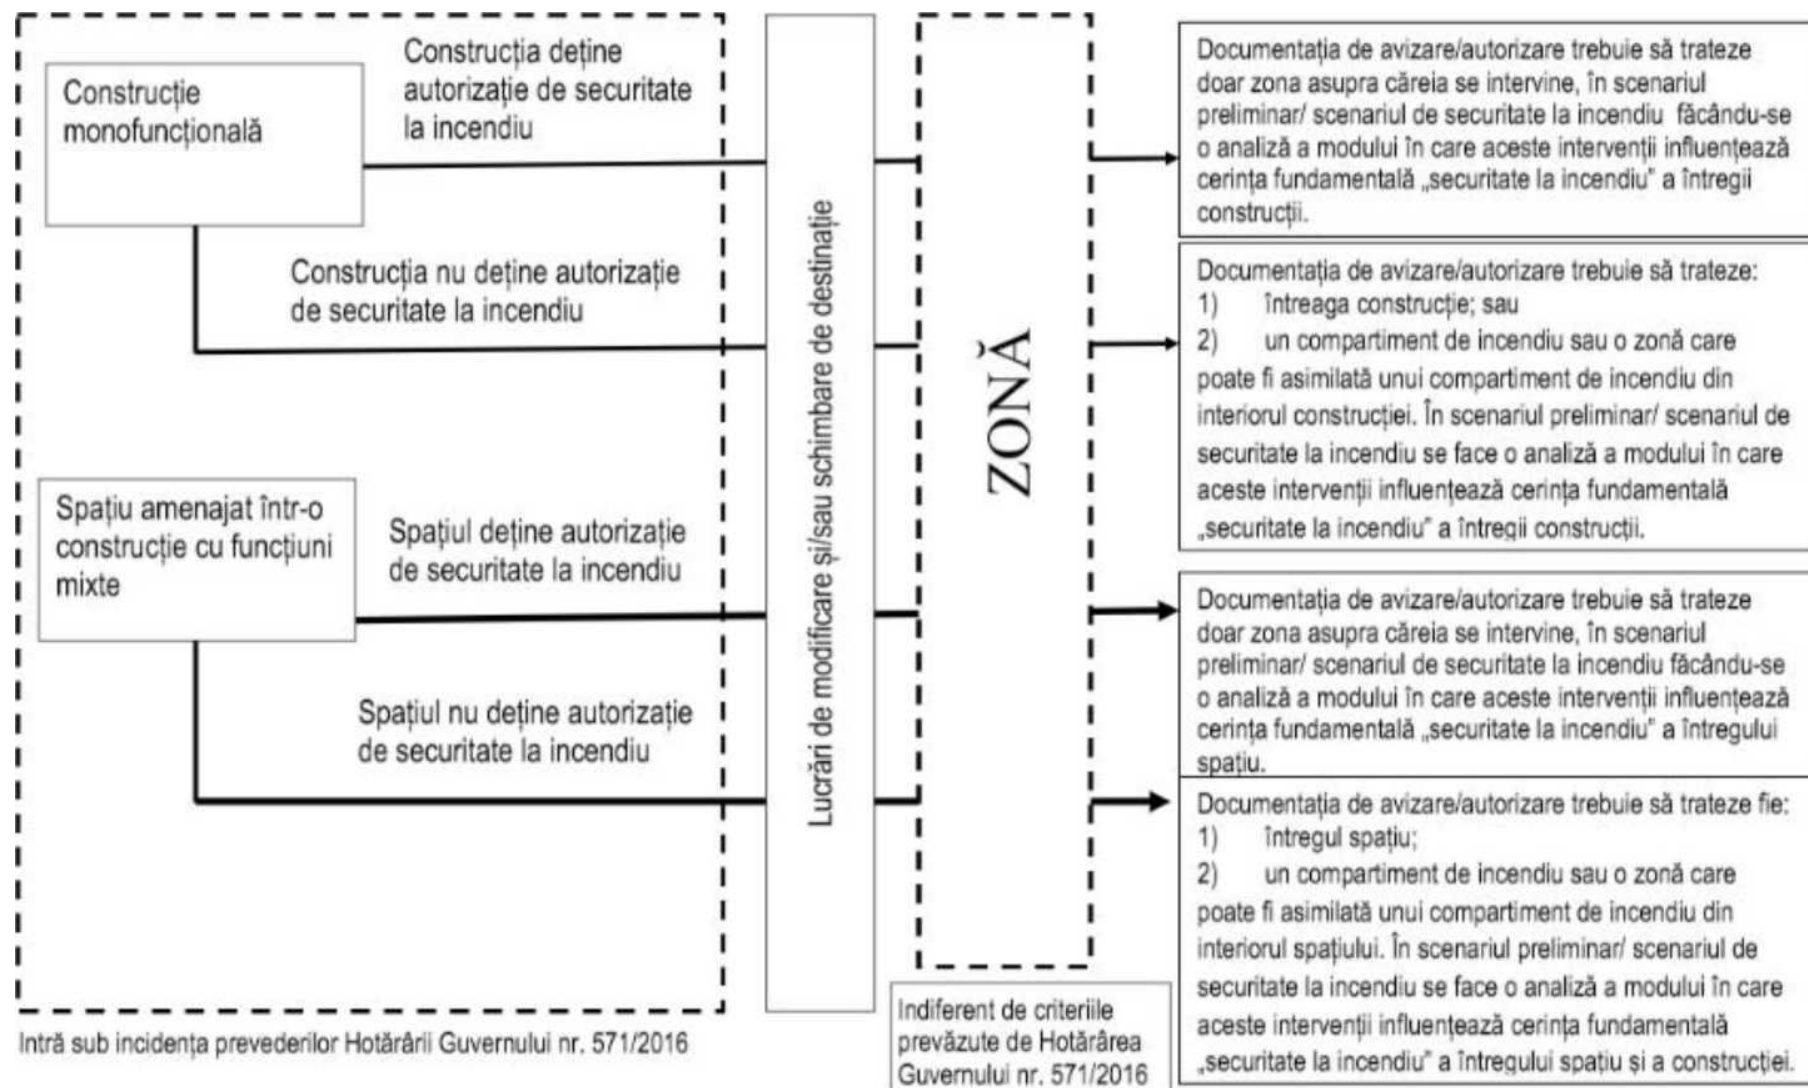 Construcție
monofuncțională
Construcția deține
autorizație de securitate
la incendiu
Construcția nu deține autorizație
de securitate la incendiu
Spațiu amenajat într-o
construcție cu funcțiuni
mixte
Spațiul deține autorizație
de securitate la incendiu
Spațiul nu deține autorizație
de securitate la incendiu
Intră sub incidența prevederilor Hotărârii Guvernului nr. 571/2016
Lucrări de modificare și/sau schimbare de destinație
ZONĂ
Indiferent de criteriile
prevăzute de Hotărârea
Guvernului nr. 571/2016
Documentația de avizare/autorizare trebuie să trateze
doar zona asupra căreia se intervine, în scenariul
preliminar/ scenariul de securitate la incendiu făcându-se
o analiză a modului în care aceste intervenții influențează
cerința fundamentală „securitate la incendiu” a întregii
construcții.
Documentația de avizare/autorizare trebuie să trateze:
1) întreaga construcție; sau
2) un compartiment de incendiu sau o zonă care
poate fi asimilată unui compartiment de incendiu din
interiorul construcției. În scenariul preliminar/ scenariul de
securitate la incendiu se face o analiză a modului în care
aceste intervenții influențează cerința fundamentală
„securitate la incendiu” a întregii construcții.
Documentația de avizare/autorizare trebuie să trateze
doar zona asupra căreia se intervine, în scenariul
preliminar/ scenariul de securitate la incendiu făcându-se
o analiză a modului în care aceste intervenții influențează
cerința fundamentală „securitate la incendiu” a întregului
spațiu.
Documentația de avizare/autorizare trebuie să trateze fie:
1) întregul spațiu;
2) un compartiment de incendiu sau o zonă care
poate fi asimilată unui compartiment de incendiu din
interiorul spațiului. În scenariul preliminar/ scenariul de
securitate la incendiu se face o analiză a modului în care
aceste intervenții influențează cerința fundamentală
„securitate la incendiu” a întregului spațiu și a construcției.